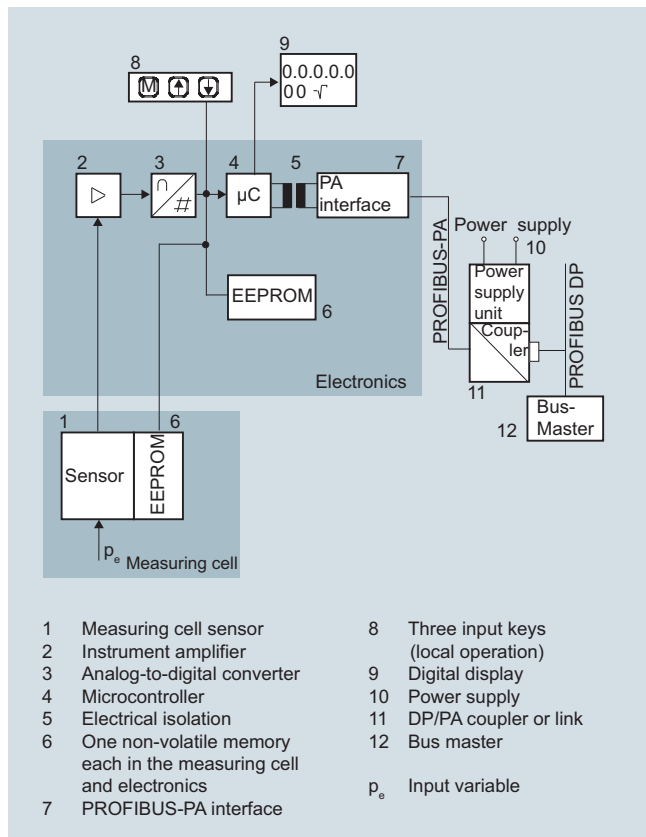 9
8
0.0.0.0.0
M
00 √
2
3
4
5
7
µC
PA
interface
∩
#
Power supply
10
PROFIBUS-PA
Power
supply
unit
PROFIBUS DP
EEPROM
6
Coup-
ler
Electronics
11
Bus-
Master
12
1
6
Sensor
EEPROM
pe Measuring cell
1 Measuring cell sensor
2 Instrument amplifier
3 Analog-to-digital converter
4 Microcontroller
5 Electrical isolation
6 One non-volatile memory
each in the measuring cell
and electronics
7 PROFIBUS-PA interface
8 Three input keys
(local operation)
9 Digital display
10 Power supply
11 DP/PA coupler or link
12 Bus master
pe Input variable